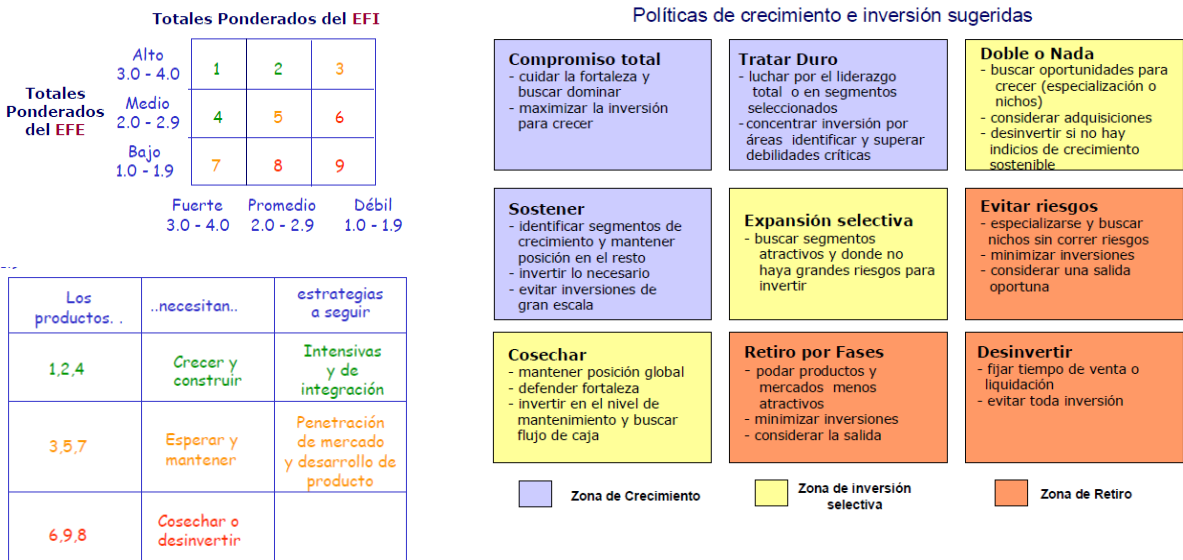 Totales Ponderados del EFI
Alto
3.0 - 4.0
1
2
3
Totales
Ponderados
del EFE
Medio
2.0 - 2.9
4
5
6
Bajo
1.0 - 1.9
7
8
9
Fuerte
3.0 - 4.0
Promedio
2.0 - 2.9
Débil
1.0 - 1.9
Los
productos. .
..necesitan..
estrategias
a seguir
1,2,4
Crecer y
construir
Intensivas
y de
integración
3,5,7
Esperar y
mantener
Penetración
de mercado
y desarrollo de
producto
6,9,8
Cosechar o
desinvertir
Políticas de crecimiento e inversión sugeridas
Compromiso total
- cuidar la fortaleza y
buscar dominar
- maximizar la inversión
para crecer
Tratar Duro
- luchar por el liderazgo
total o en segmentos
seleccionados
- concentrar inversión por
áreas identificar y superar
debilidades críticas
Doble o Nada
- buscar oportunidades para
crecer (especialización o
nichos)
- considerar adquisiciones
- desinvertir si no hay
indicios de crecimiento
sostenible
Sostener
- identificar segmentos de
crecimiento y mantener
posición en el resto
- invertir lo necesario
- evitar inversiones de
gran escala
Expansión selectiva
- buscar segmentos
atractivos y donde no
haya grandes riesgos para
invertir
Evitar riesgos
- especializarse y buscar
nichos sin correr riesgos
- minimizar inversiones
- considerar una salida
oportuna
Cosechar
- mantener posición global
- defender fortaleza
- invertir en el nivel de
mantenimiento y buscar
flujo de caja
Retiro por Fases
- podar productos y
mercados menos
atractivos
- minimizar inversiones
- considerar la salida
Desinvertir
- fijar tiempo de venta o
liquidación
- evitar toda inversión
Zona de Crecimiento
Zona de inversión
selectiva
Zona de Retiro